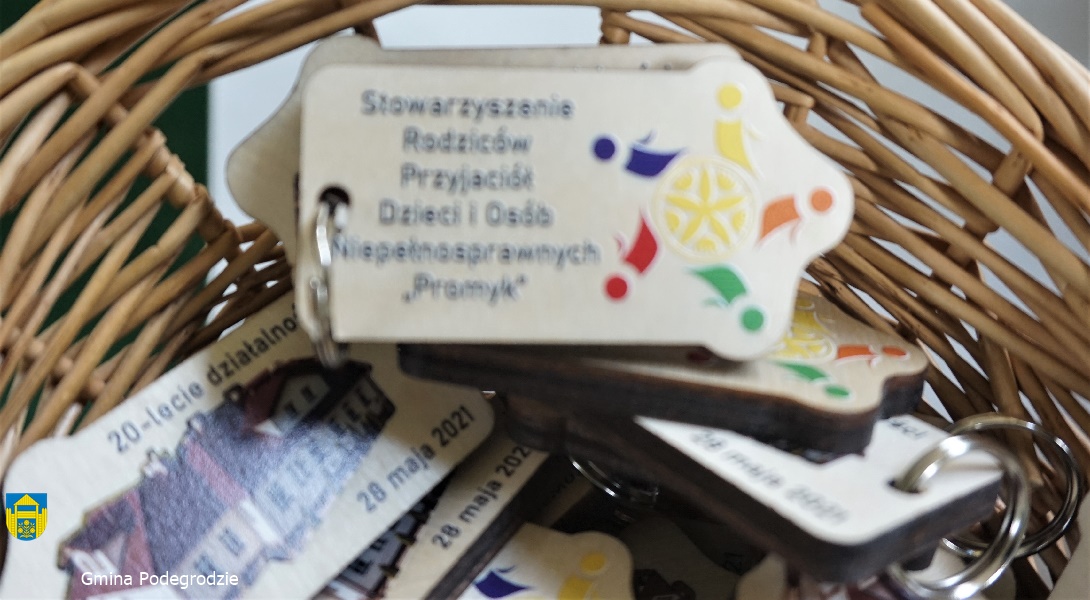 Stowarzyszenie
Rodziców
Przyjaciół
Dzieci i Osób
Niepełnosprawnych
„Promyk”
20-lecie działalnoś
28 maja 2021
28 maja 202
28 maja 2021
Gmina Podegrodzie